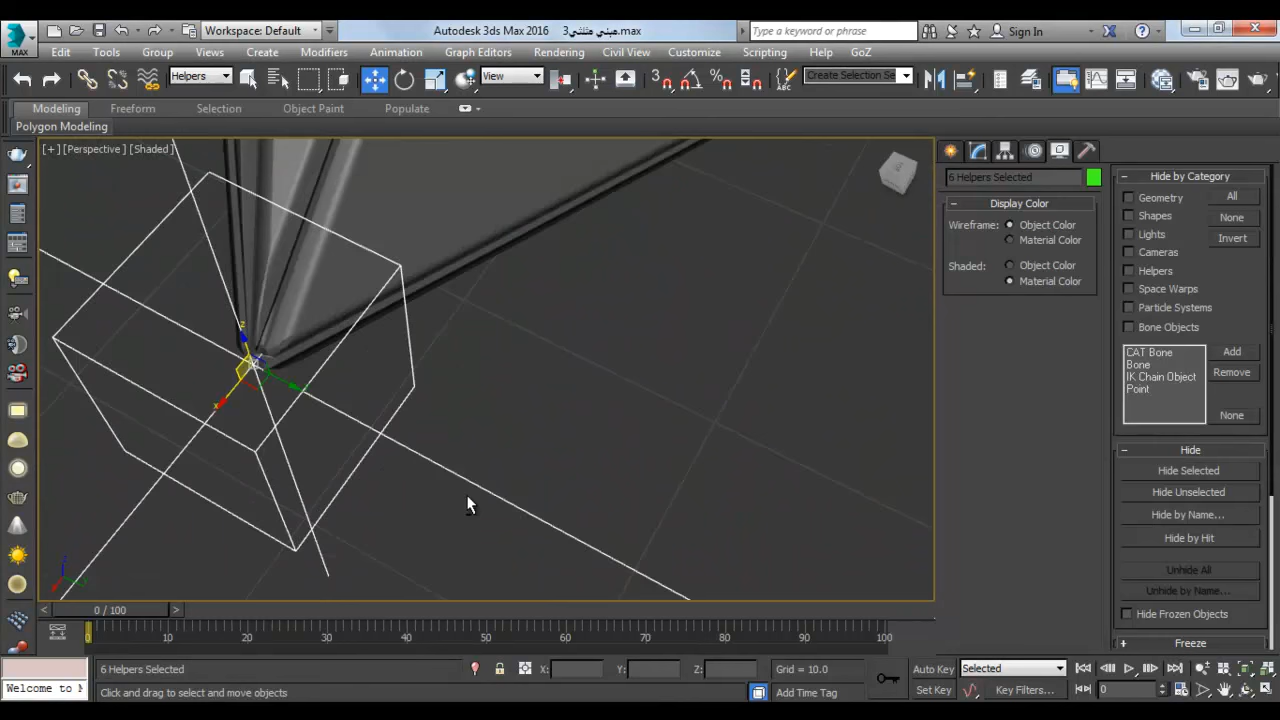 MAX
Workspace: Default
Autodesk 3ds Max 2016 مبني مثلثي3.max
Type a keyword or phrase
Sign In
Edit Tools Group Views Create Modifiers Animation Graph Editors Rendering Civil View Customize Scripting Help GoZ
Helpers View Create Selection Se
Modeling Freeform Selection Object Paint Populate
Polygon Modeling
[+] [Perspective] [Shaded]
6 Helpers Selected
Display Color
Wireframe: Object Color
Material Color
Shaded: Object Color
Material Color
Hide by Category
Geometry All
Shapes None
Lights Invert
Cameras
Helpers
Space Warps
Particle Systems
Bone Objects
CAT Bone Add
Bone
IK Chain Object Remove
Point
None
Hide
Hide Selected
Hide Unselected
Hide by Name...
Hide by Hit
Unhide All
Unhide by Name...
Hide Frozen Objects
Freeze
z
x
< 0 / 100 >
0 10 20 30 40 50 60 70 80 90 100
6 Helpers Selected X: Y: Z: Grid = 10.0 Auto Key Selected
Welcome to M Click and drag to select and move objects Add Time Tag Set Key Key Filters... 0